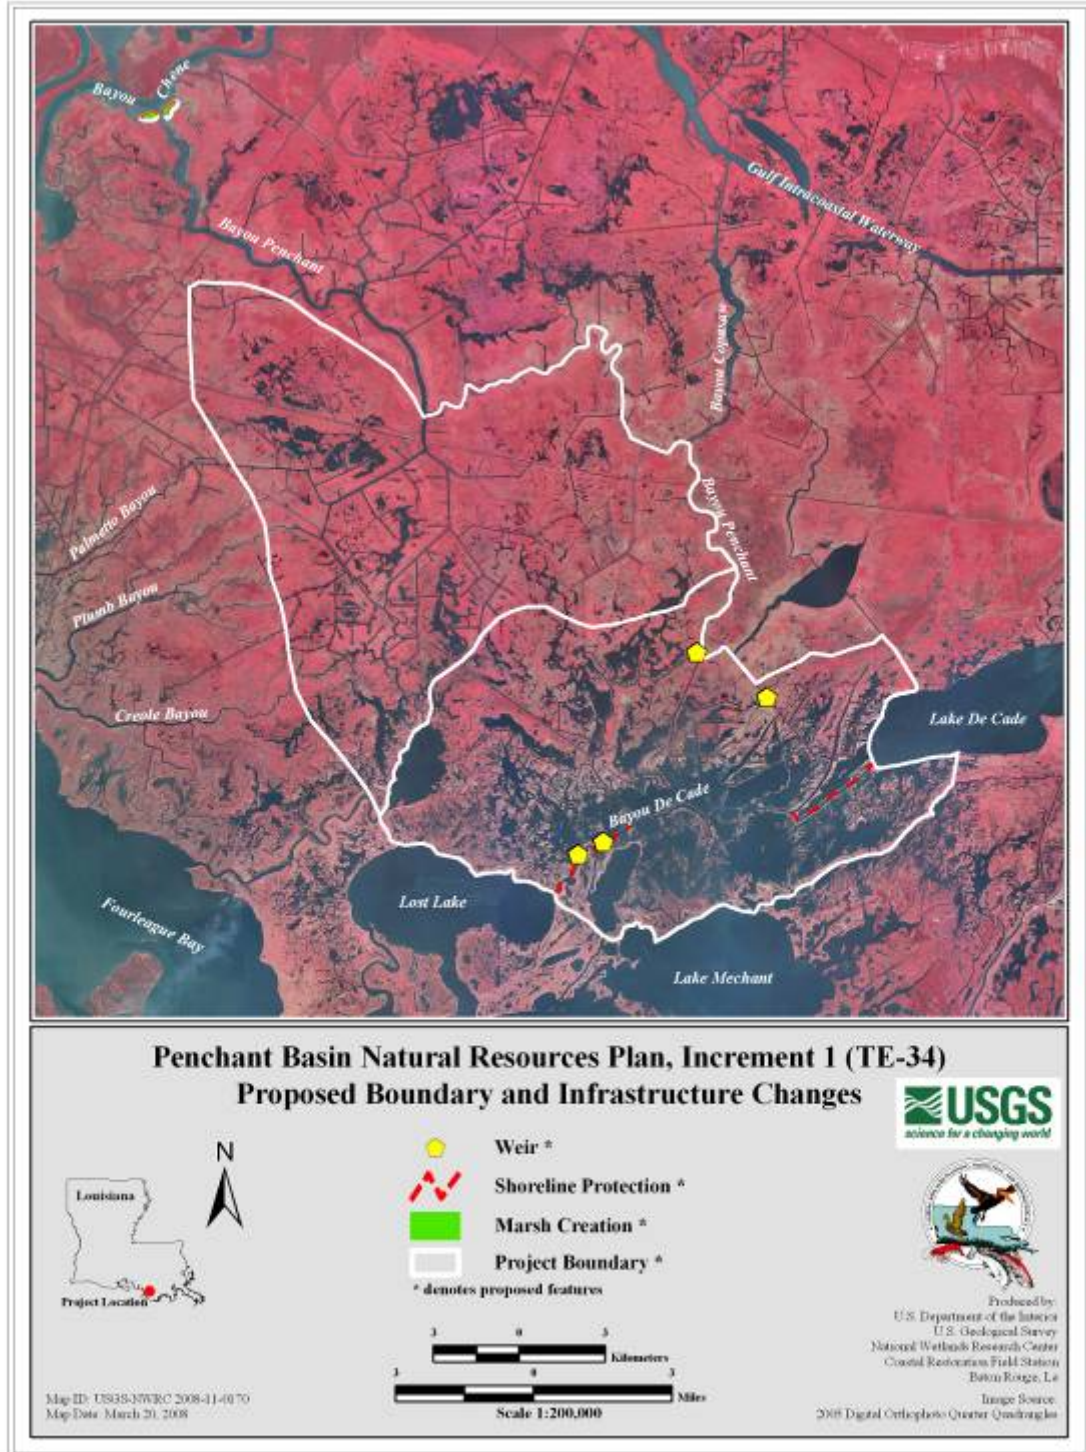 Bayou Chene
Bayou Penchant
Gulf Intracoastal Waterway
Bayou Copasaw
Bayou Penchant
Palmetto Bayou
Plumb Bayou
Creole Bayou
Lake De Cade
Bayou De Cade
Lost Lake
Fourleague Bay
Lake Mechant
Penchant Basin Natural Resources Plan, Increment 1 (TE-34)
Proposed Boundary and Infrastructure Changes
USGS
science for a changing world
N
Louisiana
Project Location
Weir *
Shoreline Protection *
Marsh Creation *
Project Boundary *
* denotes proposed features
3 0 3
Kilometers
3 0 3
Miles
Scale 1:200,000
Map ID: USGS-NWRC 2008-11-0170
Map Date: March 20, 2008
Produced by:
U.S. Department of the Interior
U.S. Geological Survey
National Wetlands Research Center
Coastal Restoration Field Station
Baton Rouge, La
Image Source:
2005 Digital Orthophoto Quarter Quadrangles